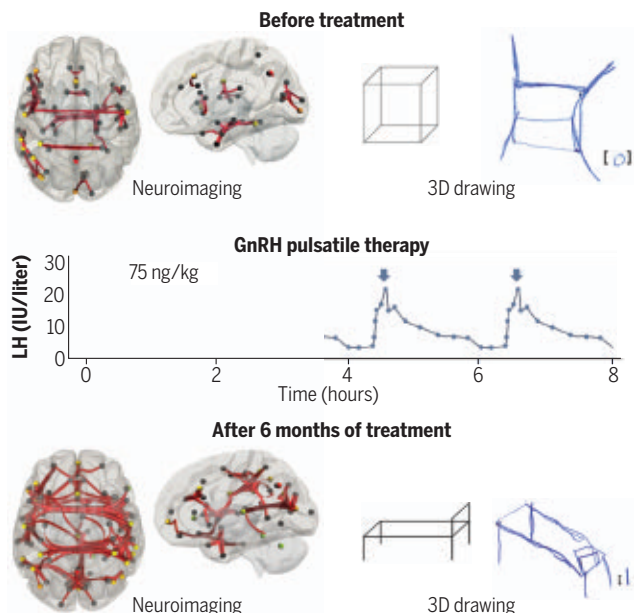 Before treatment
Neuroimaging
3D drawing
GnRH pulsatile therapy
LH (IU/liter)
30
20
10
0
75 ng/kg
0
2
4
6
8
Time (hours)
After 6 months of treatment
Neuroimaging
3D drawing